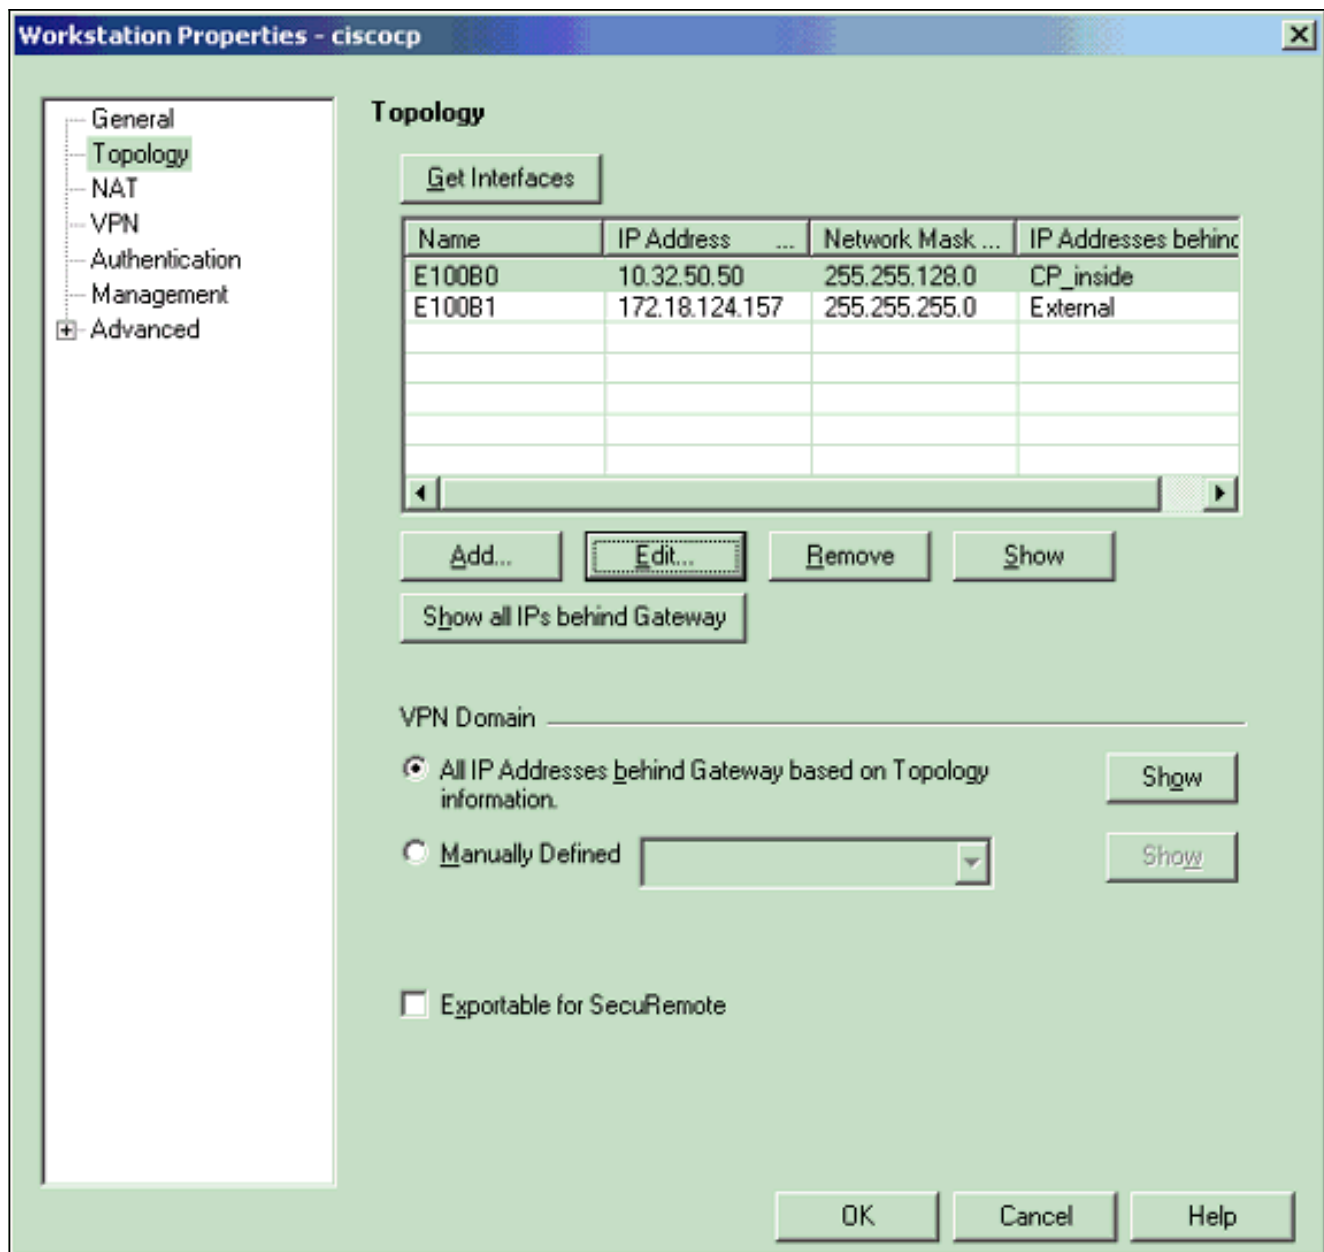 Workstation Properties - ciscocp
General
Topology
NAT
VPN
Authentication
Management
Advanced
Topology
Get Interfaces
Name IP Address ... Network Mask ... IP Addresses behind
E100B0 10.32.50.50 255.255.128.0 CP_inside
E100B1 172.18.124.157 255.255.255.0 External
Add... Edit... Remove Show
Show all IPs behind Gateway
VPN Domain
All IP Addresses behind Gateway based on Topology
information.
Show
Manually Defined
Show
Exportable for SecuRemote
OK Cancel Help